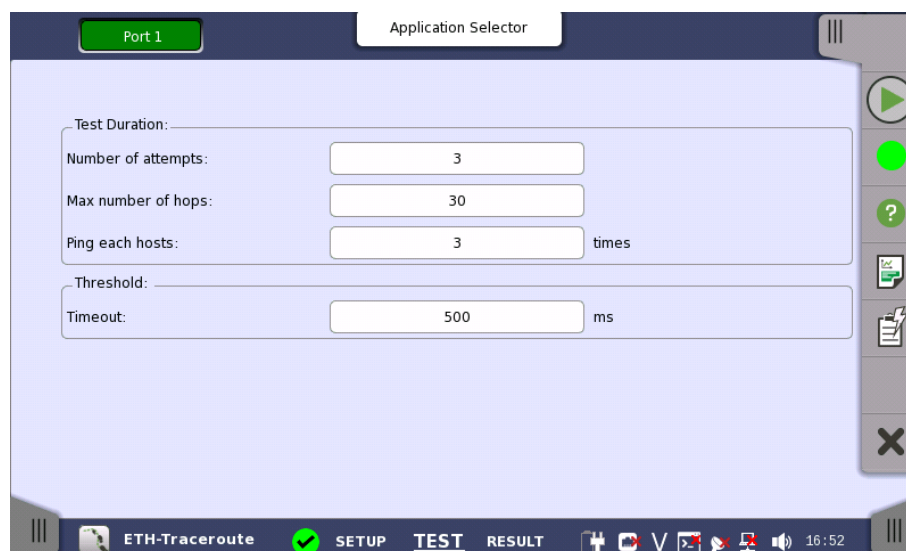 Port 1
Application Selector
Test Duration:
Number of attempts: 3
Max number of hops: 30
Ping each hosts: 3 times
Threshold:
Timeout: 500 ms
ETH-Traceroute SETUP TEST RESULT 16:52